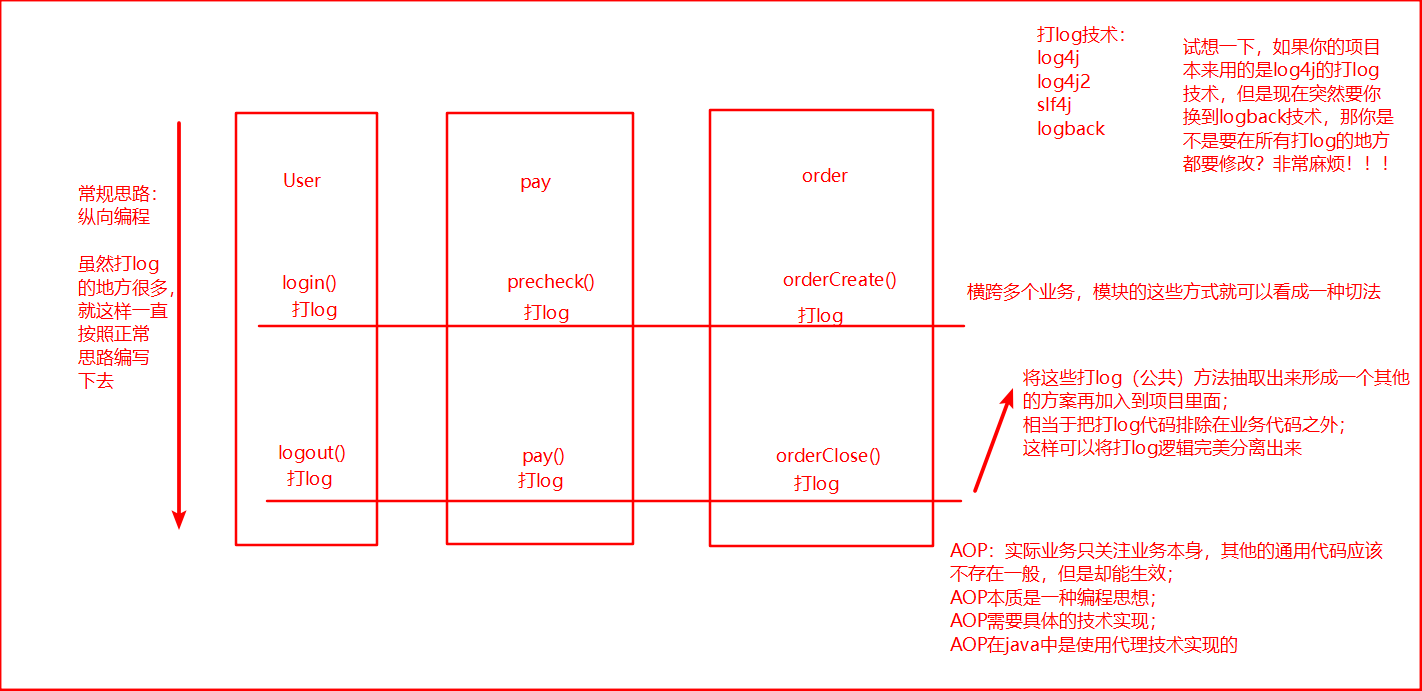 打log技术：
log4j
log4j2
slf4j
logback
试想一下，如果你的项目
本来用的是log4j的打log
技术，但是现在突然要你
换到logback技术，那你是
不是要在所有打log的地方
都要修改？非常麻烦！！！
常规思路：
纵向编程
虽然打log
的地方很多，
就这样一直
按照正常
思路编写
下去
User
pay
order
login()
打log
precheck()
打log
orderCreate()
打log
横跨多个业务，模块的这些方式就可以看成一种切法
将这些打log（公共）方法抽取出来形成一个其他
的方案再加入到项目里面；
相当于把打log代码排除在业务代码之外；
这样可以将打log逻辑完美分离出来
logout()
打log
pay()
打log
orderClose()
打log
AOP：实际业务只关注业务本身，其他的通用代码应该
不存在一般，但是却能生效；
AOP本质是一种编程思想；
AOP需要具体的技术实现；
AOP在java中是使用代理技术实现的